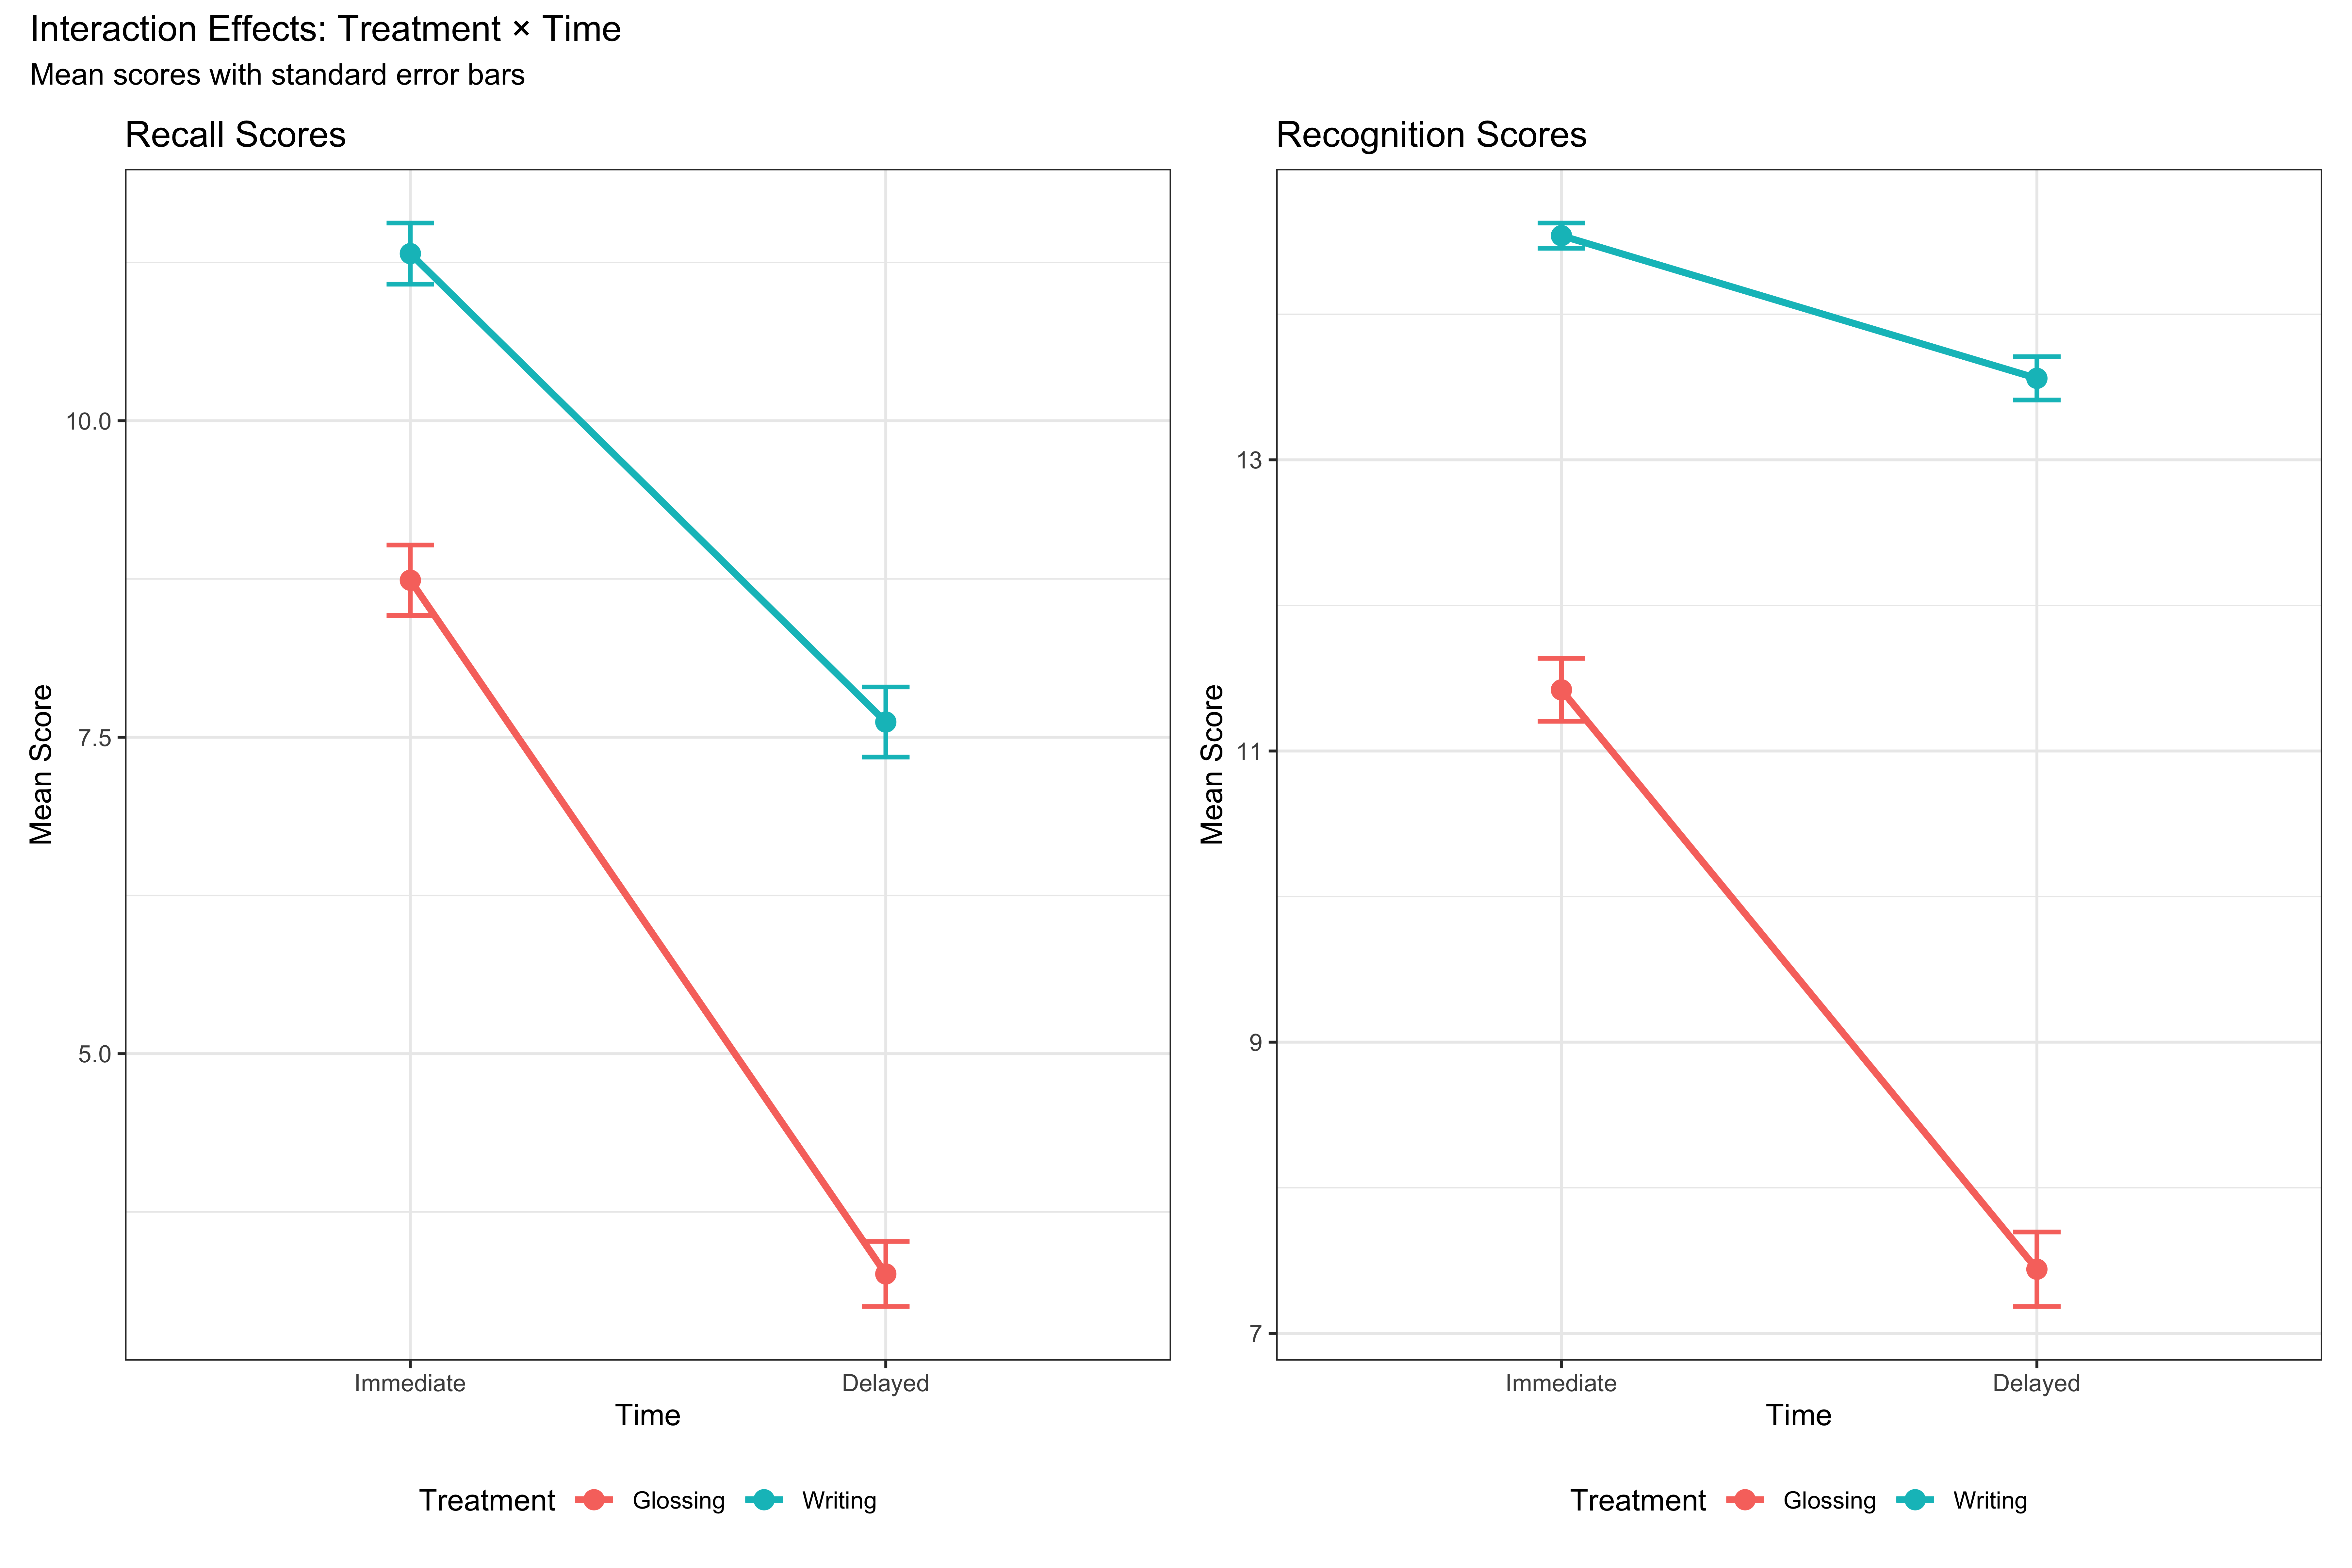 Interaction Effects: Treatment × Time
Mean scores with standard error bars
Recall Scores
Mean Score
10.0
7.5
5.0
Immediate Delayed
Time
Treatment Glossing Writing
Recognition Scores
Mean Score
13
11
9
7
Immediate Delayed
Time
Treatment Glossing Writing